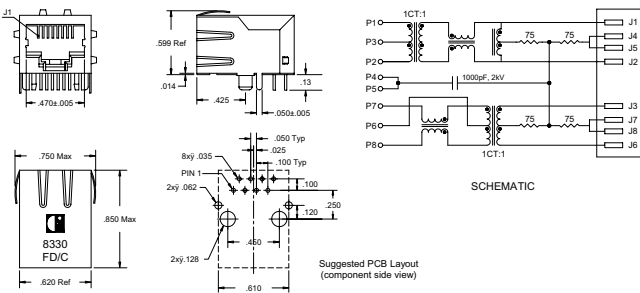 J1
.470±.005
.599 Ref
.014
.425
.13
.050±.005
.750 Max
.850 Max
8330
FD/C
.620 Ref
.050 Typ
.025
.100 Typ
8xÿ .035
PIN 1
2xÿ .062
.100
.250
.120
.450
2xÿ.128
.610
Suggested PCB Layout
(component side view)
1CT:1
P1
P3
P2
P4
P5
P7
P6
P8
75
75
1000pF, 2kV
75
75
1CT:1
J1
J4
J5
J2
J3
J7
J8
J6
SCHEMATIC